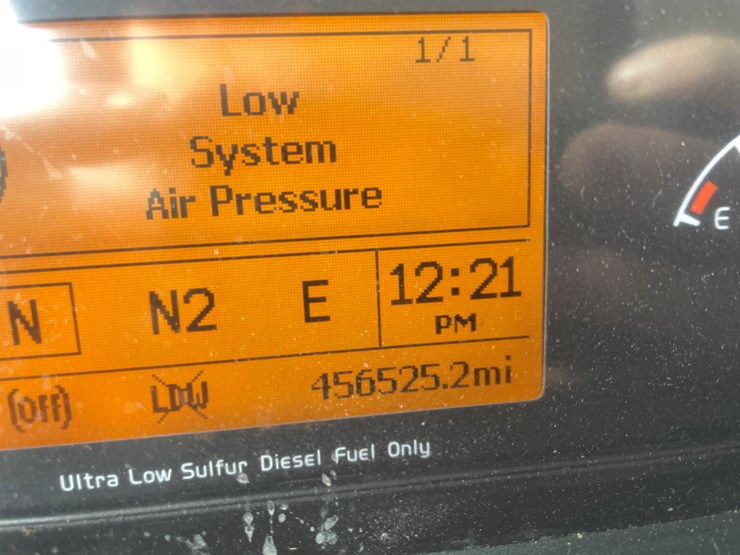 1/1
Low
System
Air Pressure
N N2 E 12:21
PM
(off) LDW 456525.2mi
Ultra Low Sulfur Diesel Fuel Only
E